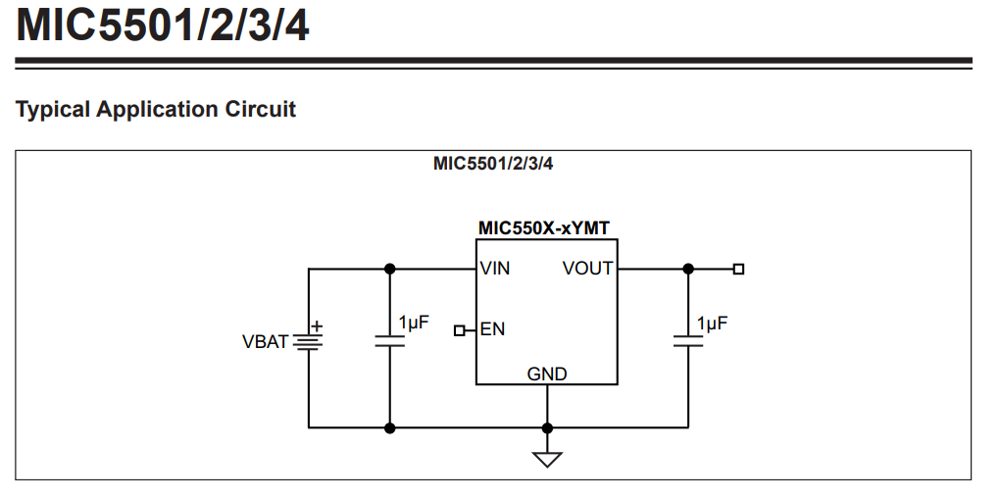 MIC5501/2/3/4
Typical Application Circuit
MIC5501/2/3/4
MIC550X-xYMT
VIN
VOUT
1µF
EN
1µF
+
VBAT
GND